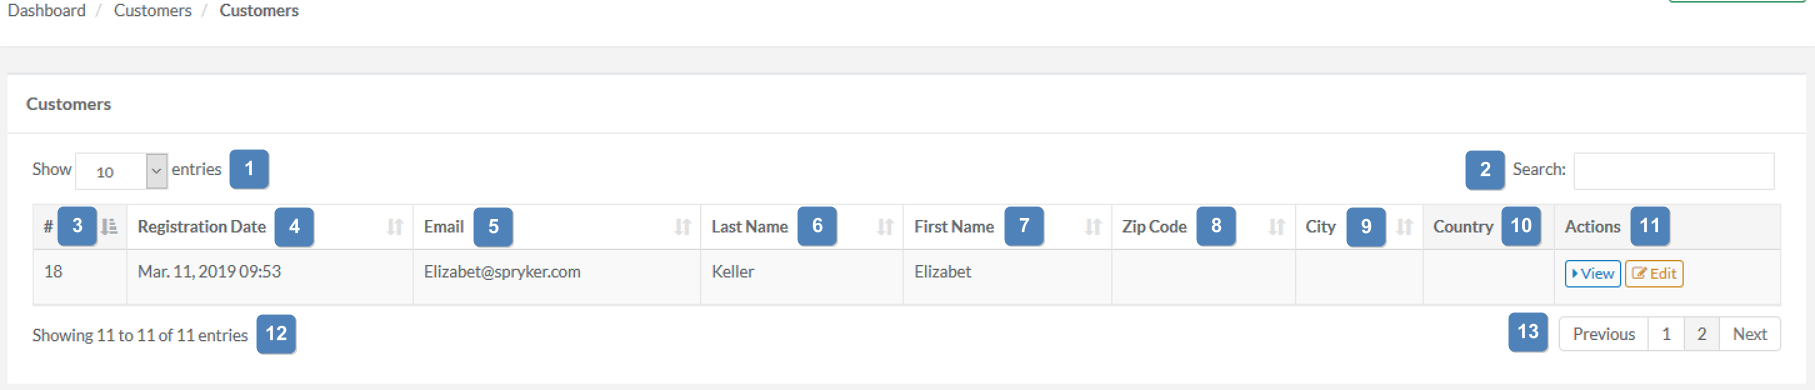 Dashboard / Customers / Customers
Customers
Show 10 entries 1 2 Search:
# 3 Registration Date 4 Email 5 Last Name 6 First Name 7 Zip Code 8 City 9 Country 10 Actions 11
18 Mar. 11, 2019 09:53 Elizabet@spryker.com Keller Elizabet View Edit
Showing 11 to 11 of 11 entries 12 13 Previous 1 2 Next